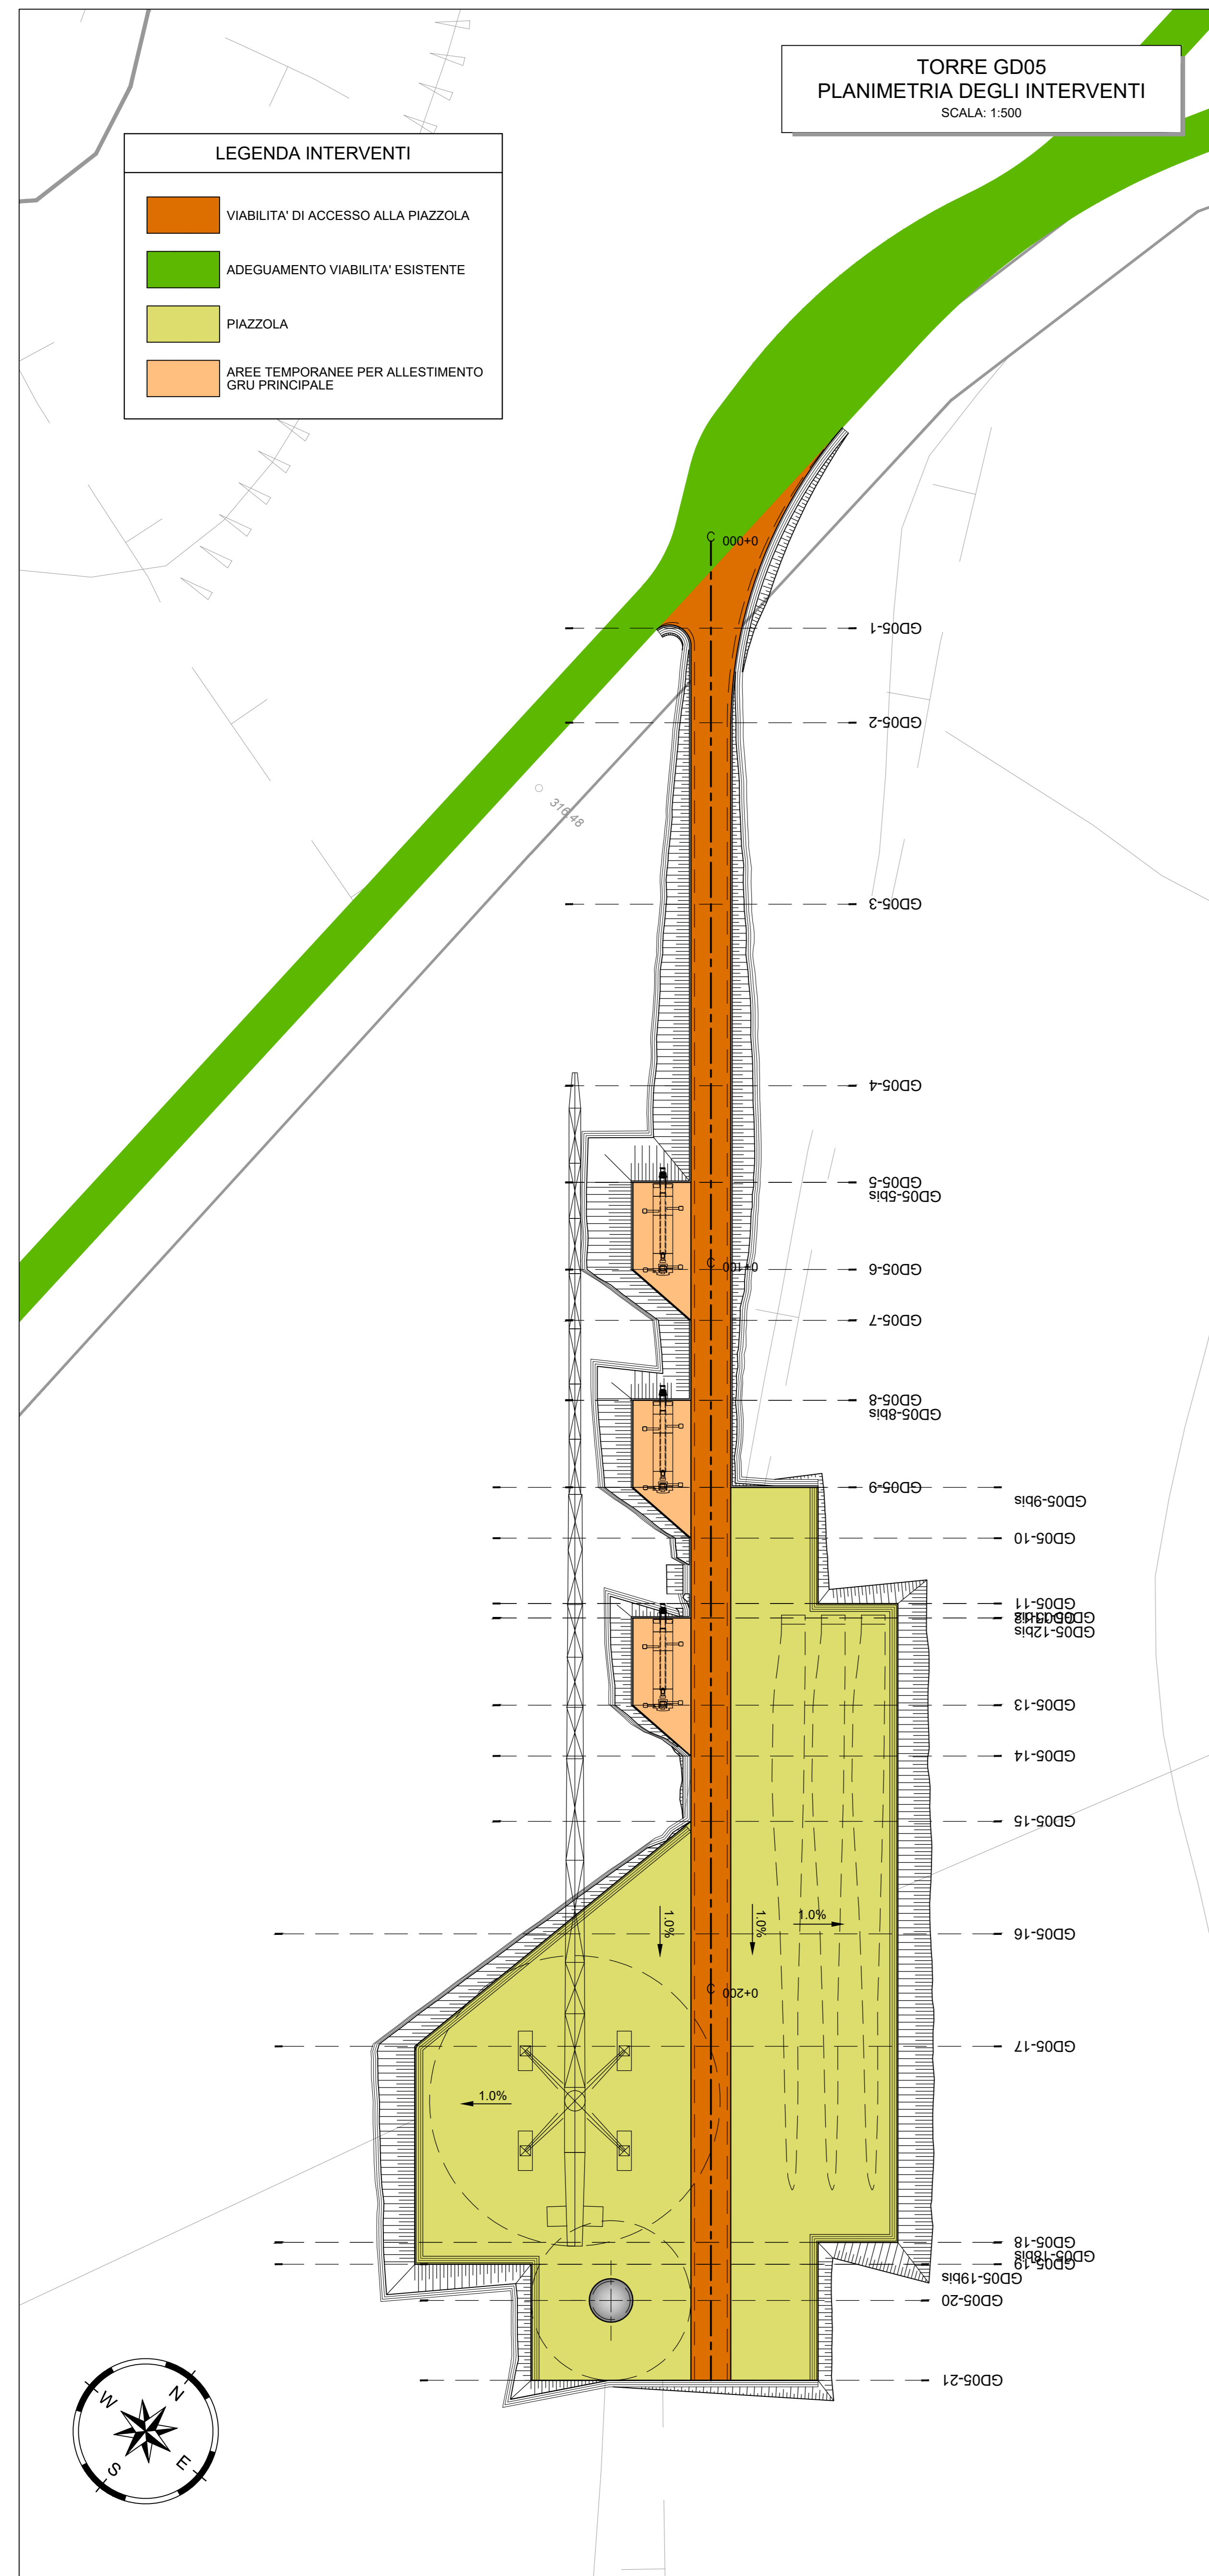 TORRE GD05
PLANIMETRIA DEGLI INTERVENTI
SCALA: 1:500
LEGENDA INTERVENTI
VIABILITA' DI ACCESSO ALLA PIAZZOLA
ADEGUAMENTO VIABILITA' ESISTENTE
PIAZZOLA
AREE TEMPORANEE PER ALLESTIMENTO
GRU PRINCIPALE
0+000
GD05-1
GD05-2
316.48
GD05-3
GD05-4
GD05-5
GD05-5bis
0+100
GD05-6
GD05-7
GD05-8
GD05-8bis
GD05-9
GD05-9bis
GD05-10
GD05-11
GD05-12bis
GD05-13
GD05-14
GD05-15
1.0%
1.0%
1.0%
GD05-16
0+200
GD05-17
1.0%
GD05-18
GD05-18bis
GD05-19
GD05-19bis
GD05-20
GD05-21
W
N
S
E